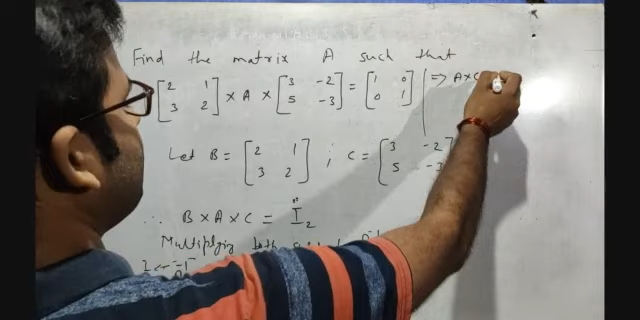 Find the matrix A such that
[2 1 × A × [3 -2 = [1 0 | => A×C
3 2] 5 -3] 0 1]
Let B = [2 1 ; C = [3 -2
3 2] 5 -3
∴ B × A × C = I₂
Multiplying both